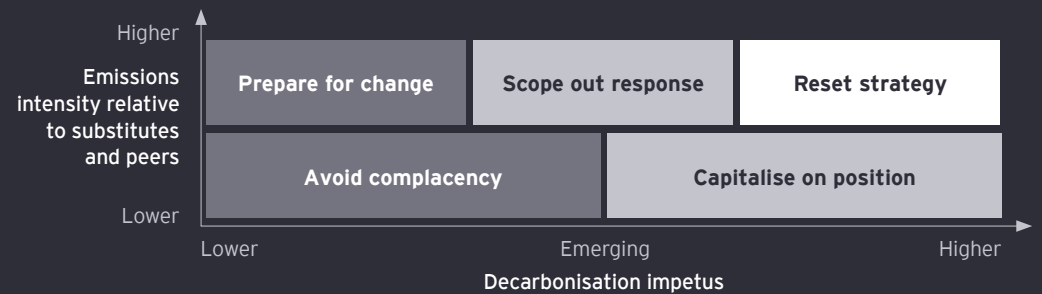 Higher
Emissions
intensity relative
to substitutes
and peers
Lower
Prepare for change
Scope out response
Reset strategy
Avoid complacency
Capitalise on position
Lower
Emerging
Higher
Decarbonisation impetus